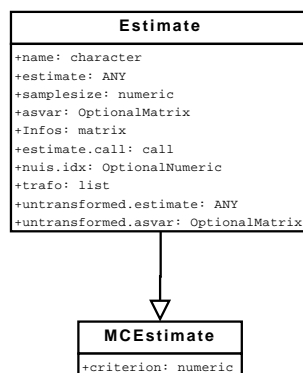 Estimate
+name: character
+estimate: ANY
+samplesize: numeric
+asvar: OptionalMatrix
+Infos: matrix
+estimate.call: call
+nuis.idx: OptionalNumeric
+trafo: list
+untransformed.estimate: ANY
+untransformed.asvar: OptionalMatrix
MCEstimate
+criterion: numeric